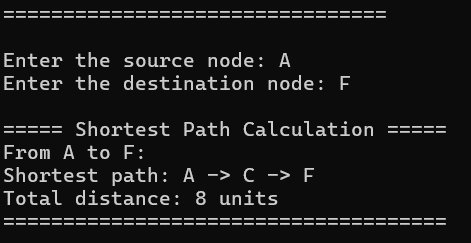 ================================
Enter the source node: A
Enter the destination node: F
===== Shortest Path Calculation =====
From A to F:
Shortest path: A -> C -> F
Total distance: 8 units
=====================================